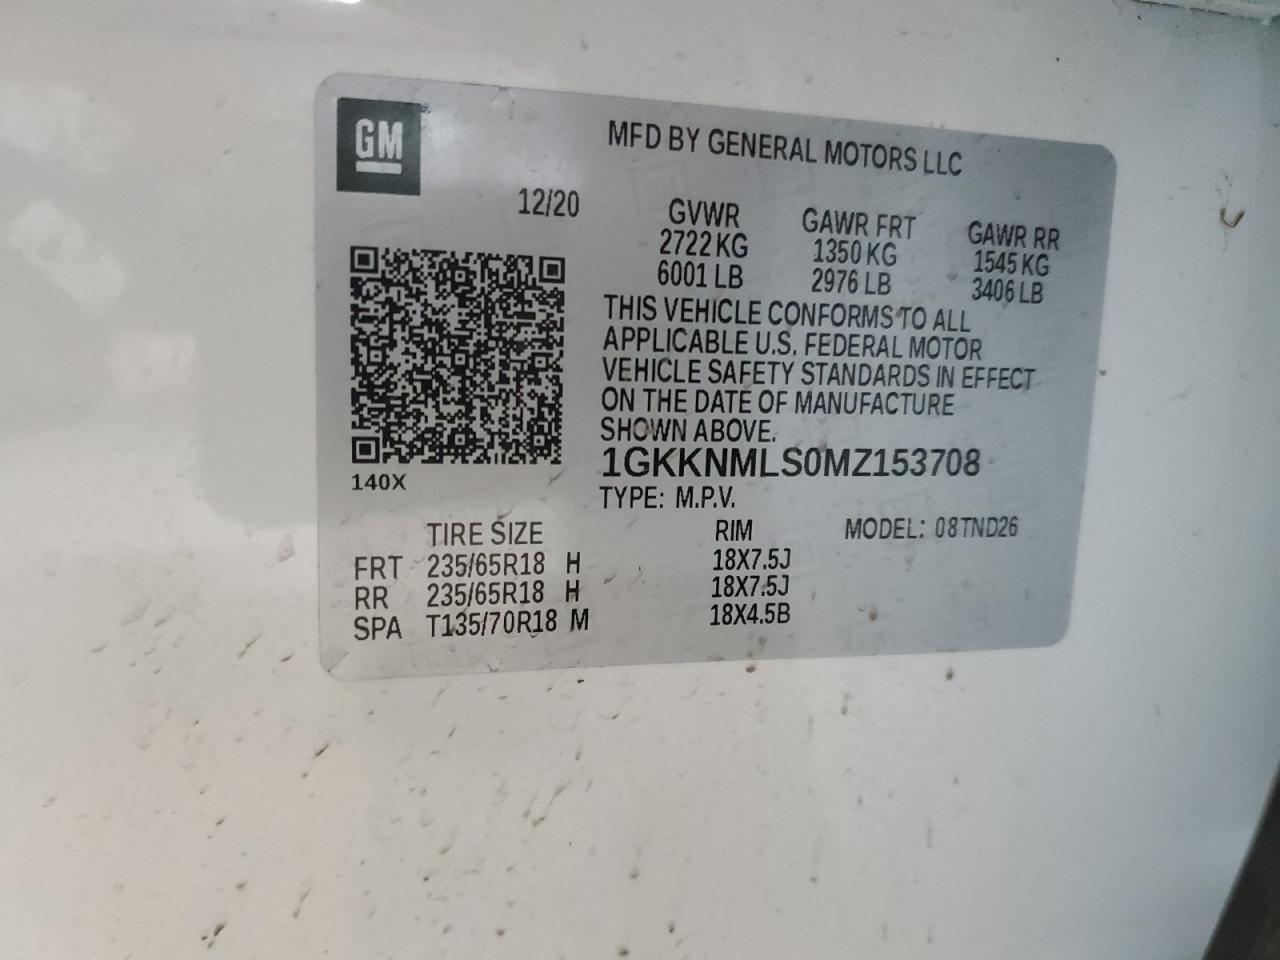 GM
MFD BY GENERAL MOTORS LLC
12/20
GVWR GAWR FRT GAWR RR
2722 KG 1350 KG 1545 KG
6001 LB 2976 LB 3406 LB
THIS VEHICLE CONFORMS TO ALL
APPLICABLE U.S. FEDERAL MOTOR
VEHICLE SAFETY STANDARDS IN EFFECT
ON THE DATE OF MANUFACTURE
SHOWN ABOVE.
1GKKNMLS0MZ153708
140X
TYPE: M.P.V.
TIRE SIZE RIM MODEL: 08TND26
FRT 235/65R18 H 18X7.5J
RR 235/65R18 H 18X7.5J
SPA T135/70R18 M 18X4.5B